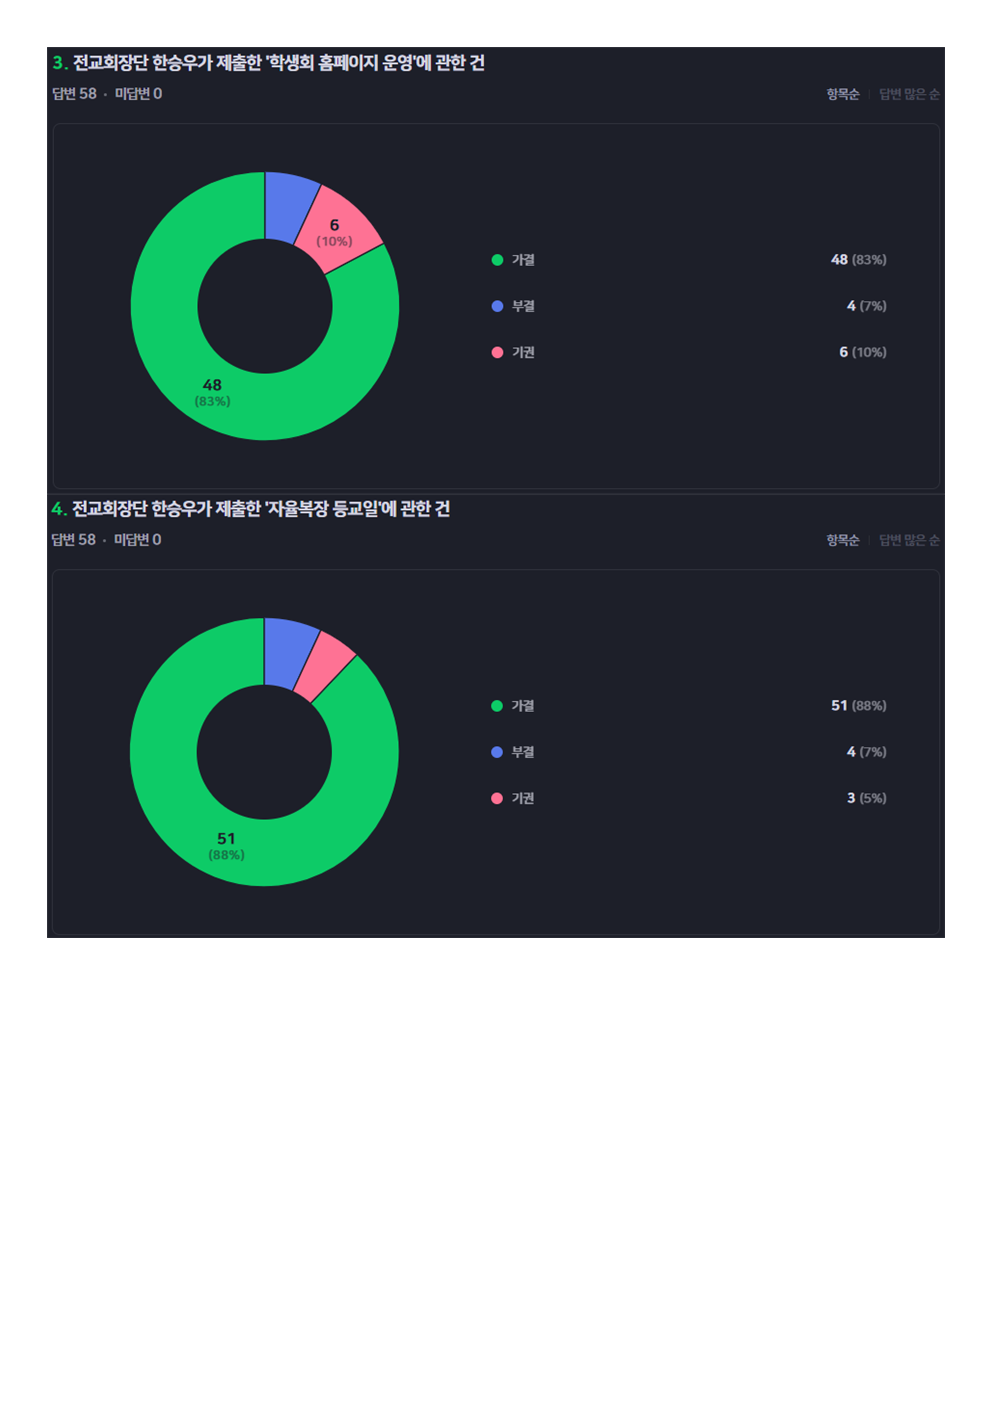 3. 전교회장단 한승우가 제출한 '학생회 홈페이지 운영'에 관한 건
답변 58 · 미답변 0
항목순 | 답변 많은 순
6
(10%)
48
(83%)
가결 48 (83%)
부결 4 (7%)
기권 6 (10%)
4. 전교회장단 한승우가 제출한 '자율복장 등교일'에 관한 건
답변 58 · 미답변 0
항목순 | 답변 많은 순
51
(88%)
가결 51 (88%)
부결 4 (7%)
기권 3 (5%)